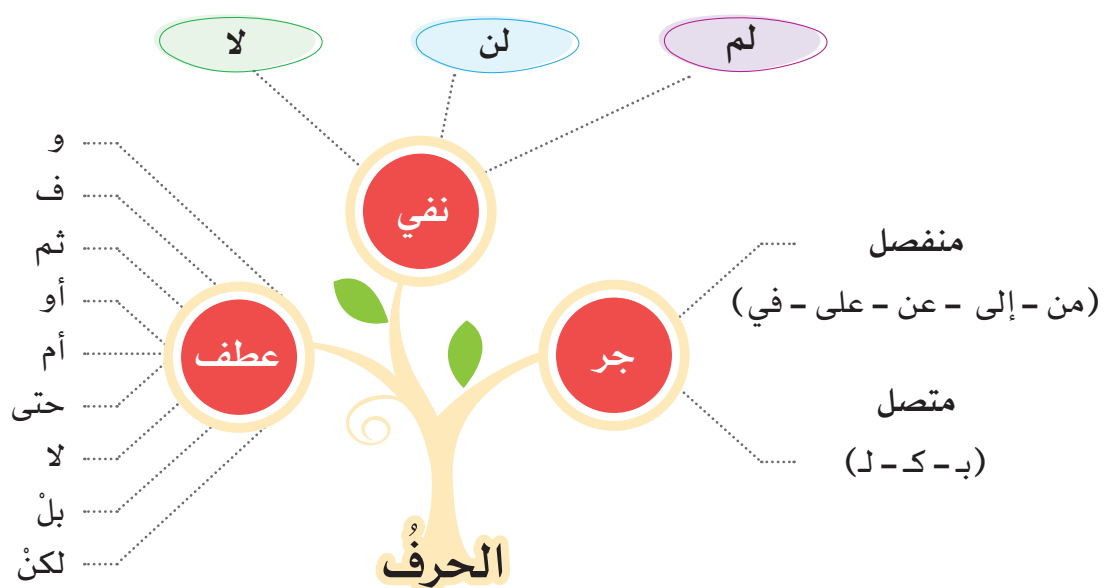 لم
لن
لا
نفي
منفصل
(من - إلى - عن - على - في)
جر
متصل
(بـ - كـ - لـ)
عطف
و
ف
ثم
أو
أم
حتى
لا
بلْ
لكنْ
الحرفُ